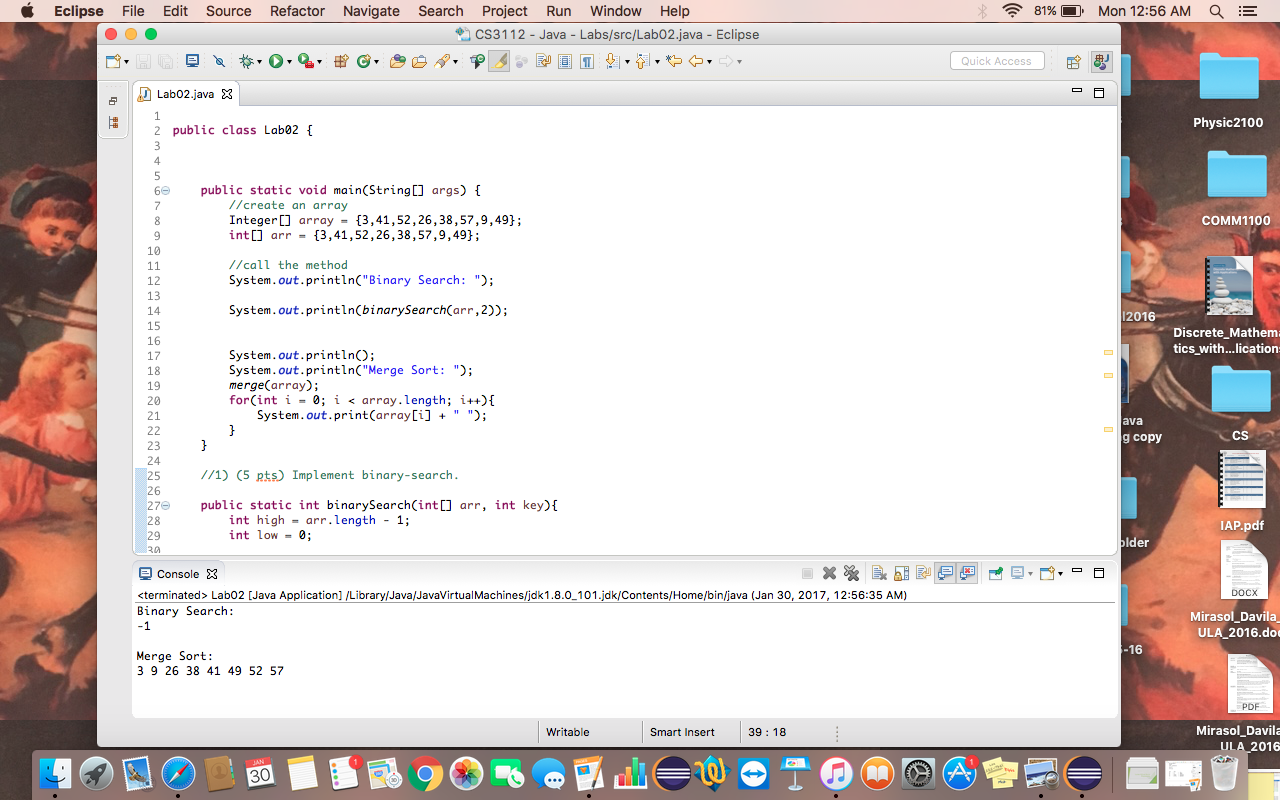 Eclipse File Edit Source Refactor Navigate Search Project Run Window Help 81% Mon 12:56 AM
CS3112 - Java - Labs/src/Lab02.java - Eclipse
Quick Access
Lab02.java
1
2 public class Lab02 {
3
4
5
6 public static void main(String[] args) {
7 //create an array
8 Integer[] array = {3,41,52,26,38,57,9,49};
9 int[] arr = {3,41,52,26,38,57,9,49};
10
11 //call the method
12 System.out.println("Binary Search: ");
13
14 System.out.println(binarySearch(arr,2));
15
16
17 System.out.println();
18 System.out.println("Merge Sort: ");
19 merge(array);
20 for(int i = 0; i < array.length; i++){
21 System.out.print(array[i] + " ");
22 }
23 }
24
25 //1) (5 pts) Implement binary-search.
26
27 public static int binarySearch(int[] arr, int key){
28 int high = arr.length - 1;
29 int low = 0;
30
Console
<terminated> Lab02 [Java Application] /Library/Java/JavaVirtualMachines/jdk1.8.0_101.jdk/Contents/Home/bin/java (Jan 30, 2017, 12:56:35 AM)
Binary Search:
-1
Merge Sort:
3 9 26 38 41 49 52 57
Writable Smart Insert 39 : 18
Physic2100
COMM1100
l2016
Discrete_Mathema
tics_with...lications
ava
g copy
CS
IAP.pdf
older
DOCX
Mirasol_Davila_
ULA_2016.doc
5-16
PDF
Mirasol_Davila_
ULA_2016
JAN
30
1
30
1